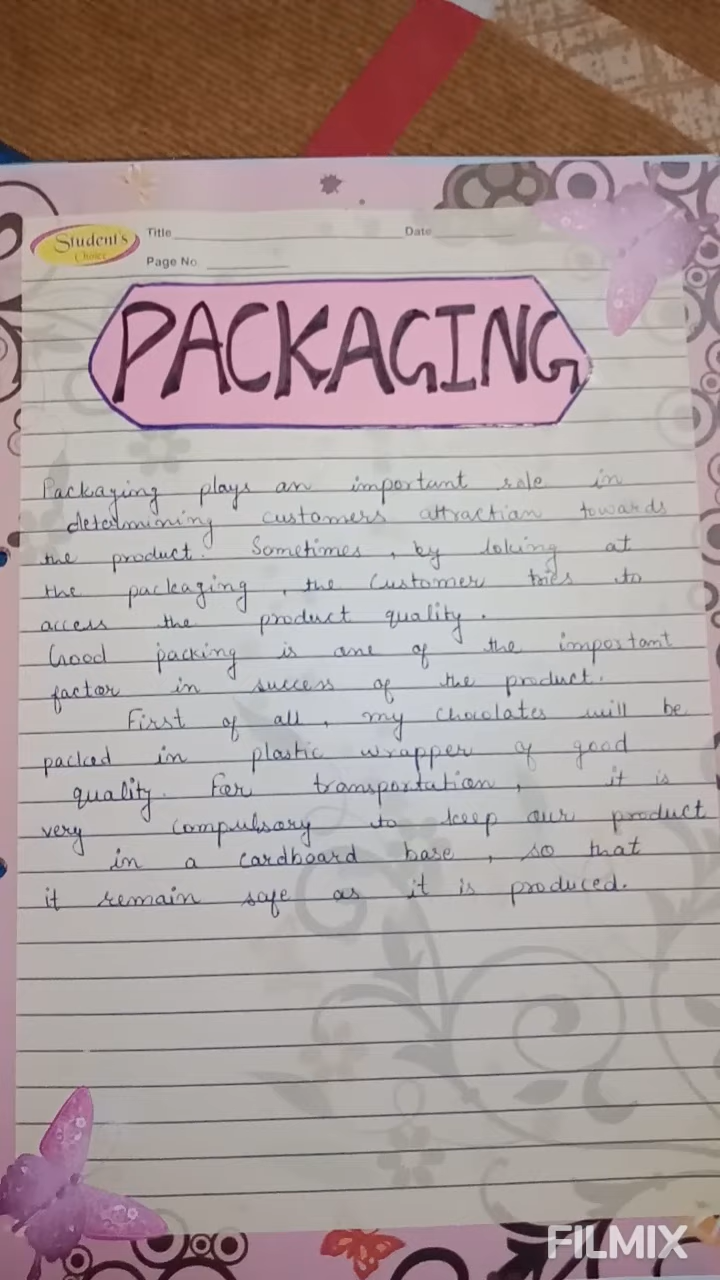 Student's
Choice
Title
Date
Page No.
PACKAGING
Packaging plays an important role in
determining customers attraction towards
the product. Sometimes, by loking at
the packaging, the customer tries to
access the product quality.
Good packing is one of the important
factor in success of the product.
First of all, my chocolates will be
packed in plastic wrapper of good
quality. For transportation, it is
very compulsory to keep our product
in a cardboard base, so that
it remain safe as it is produced.
FILMIX